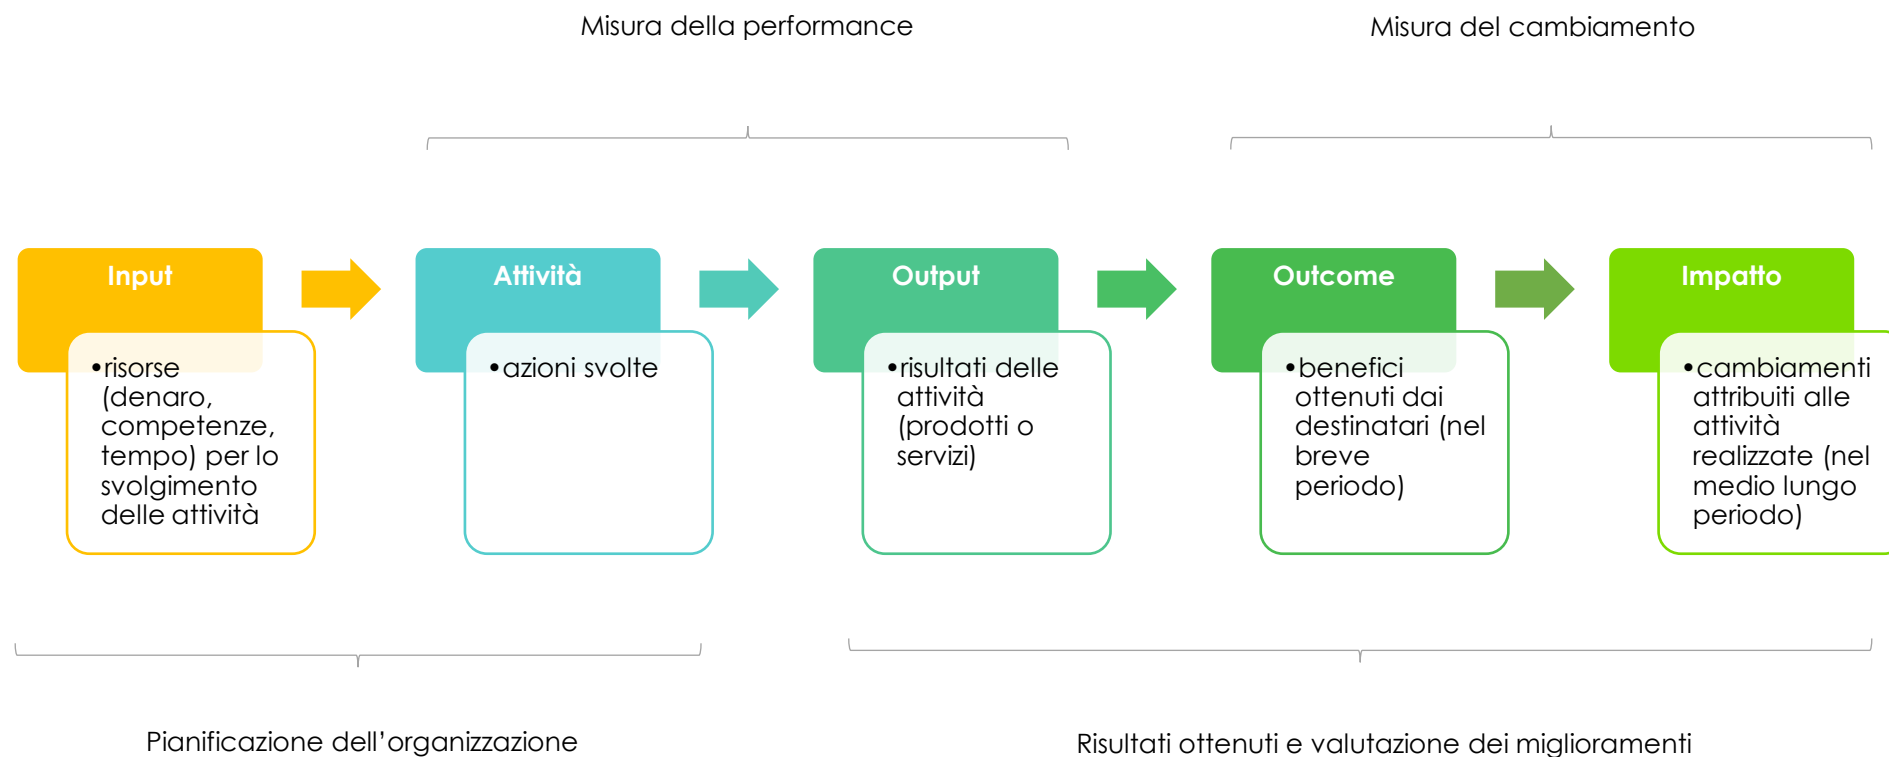 Misura della performance
Misura del cambiamento
Input
•risorse
(denaro,
competenze,
tempo) per lo
svolgimento
delle attività
Attività
•azioni svolte
Output
•risultati delle
attività
(prodotti o
servizi)
Outcome
•benefici
ottenuti dai
destinatari (nel
breve
periodo)
Impatto
•cambiamenti
attribuiti alle
attività
realizzate (nel
medio lungo
periodo)
Pianificazione dell’organizzazione
Risultati ottenuti e valutazione dei miglioramenti